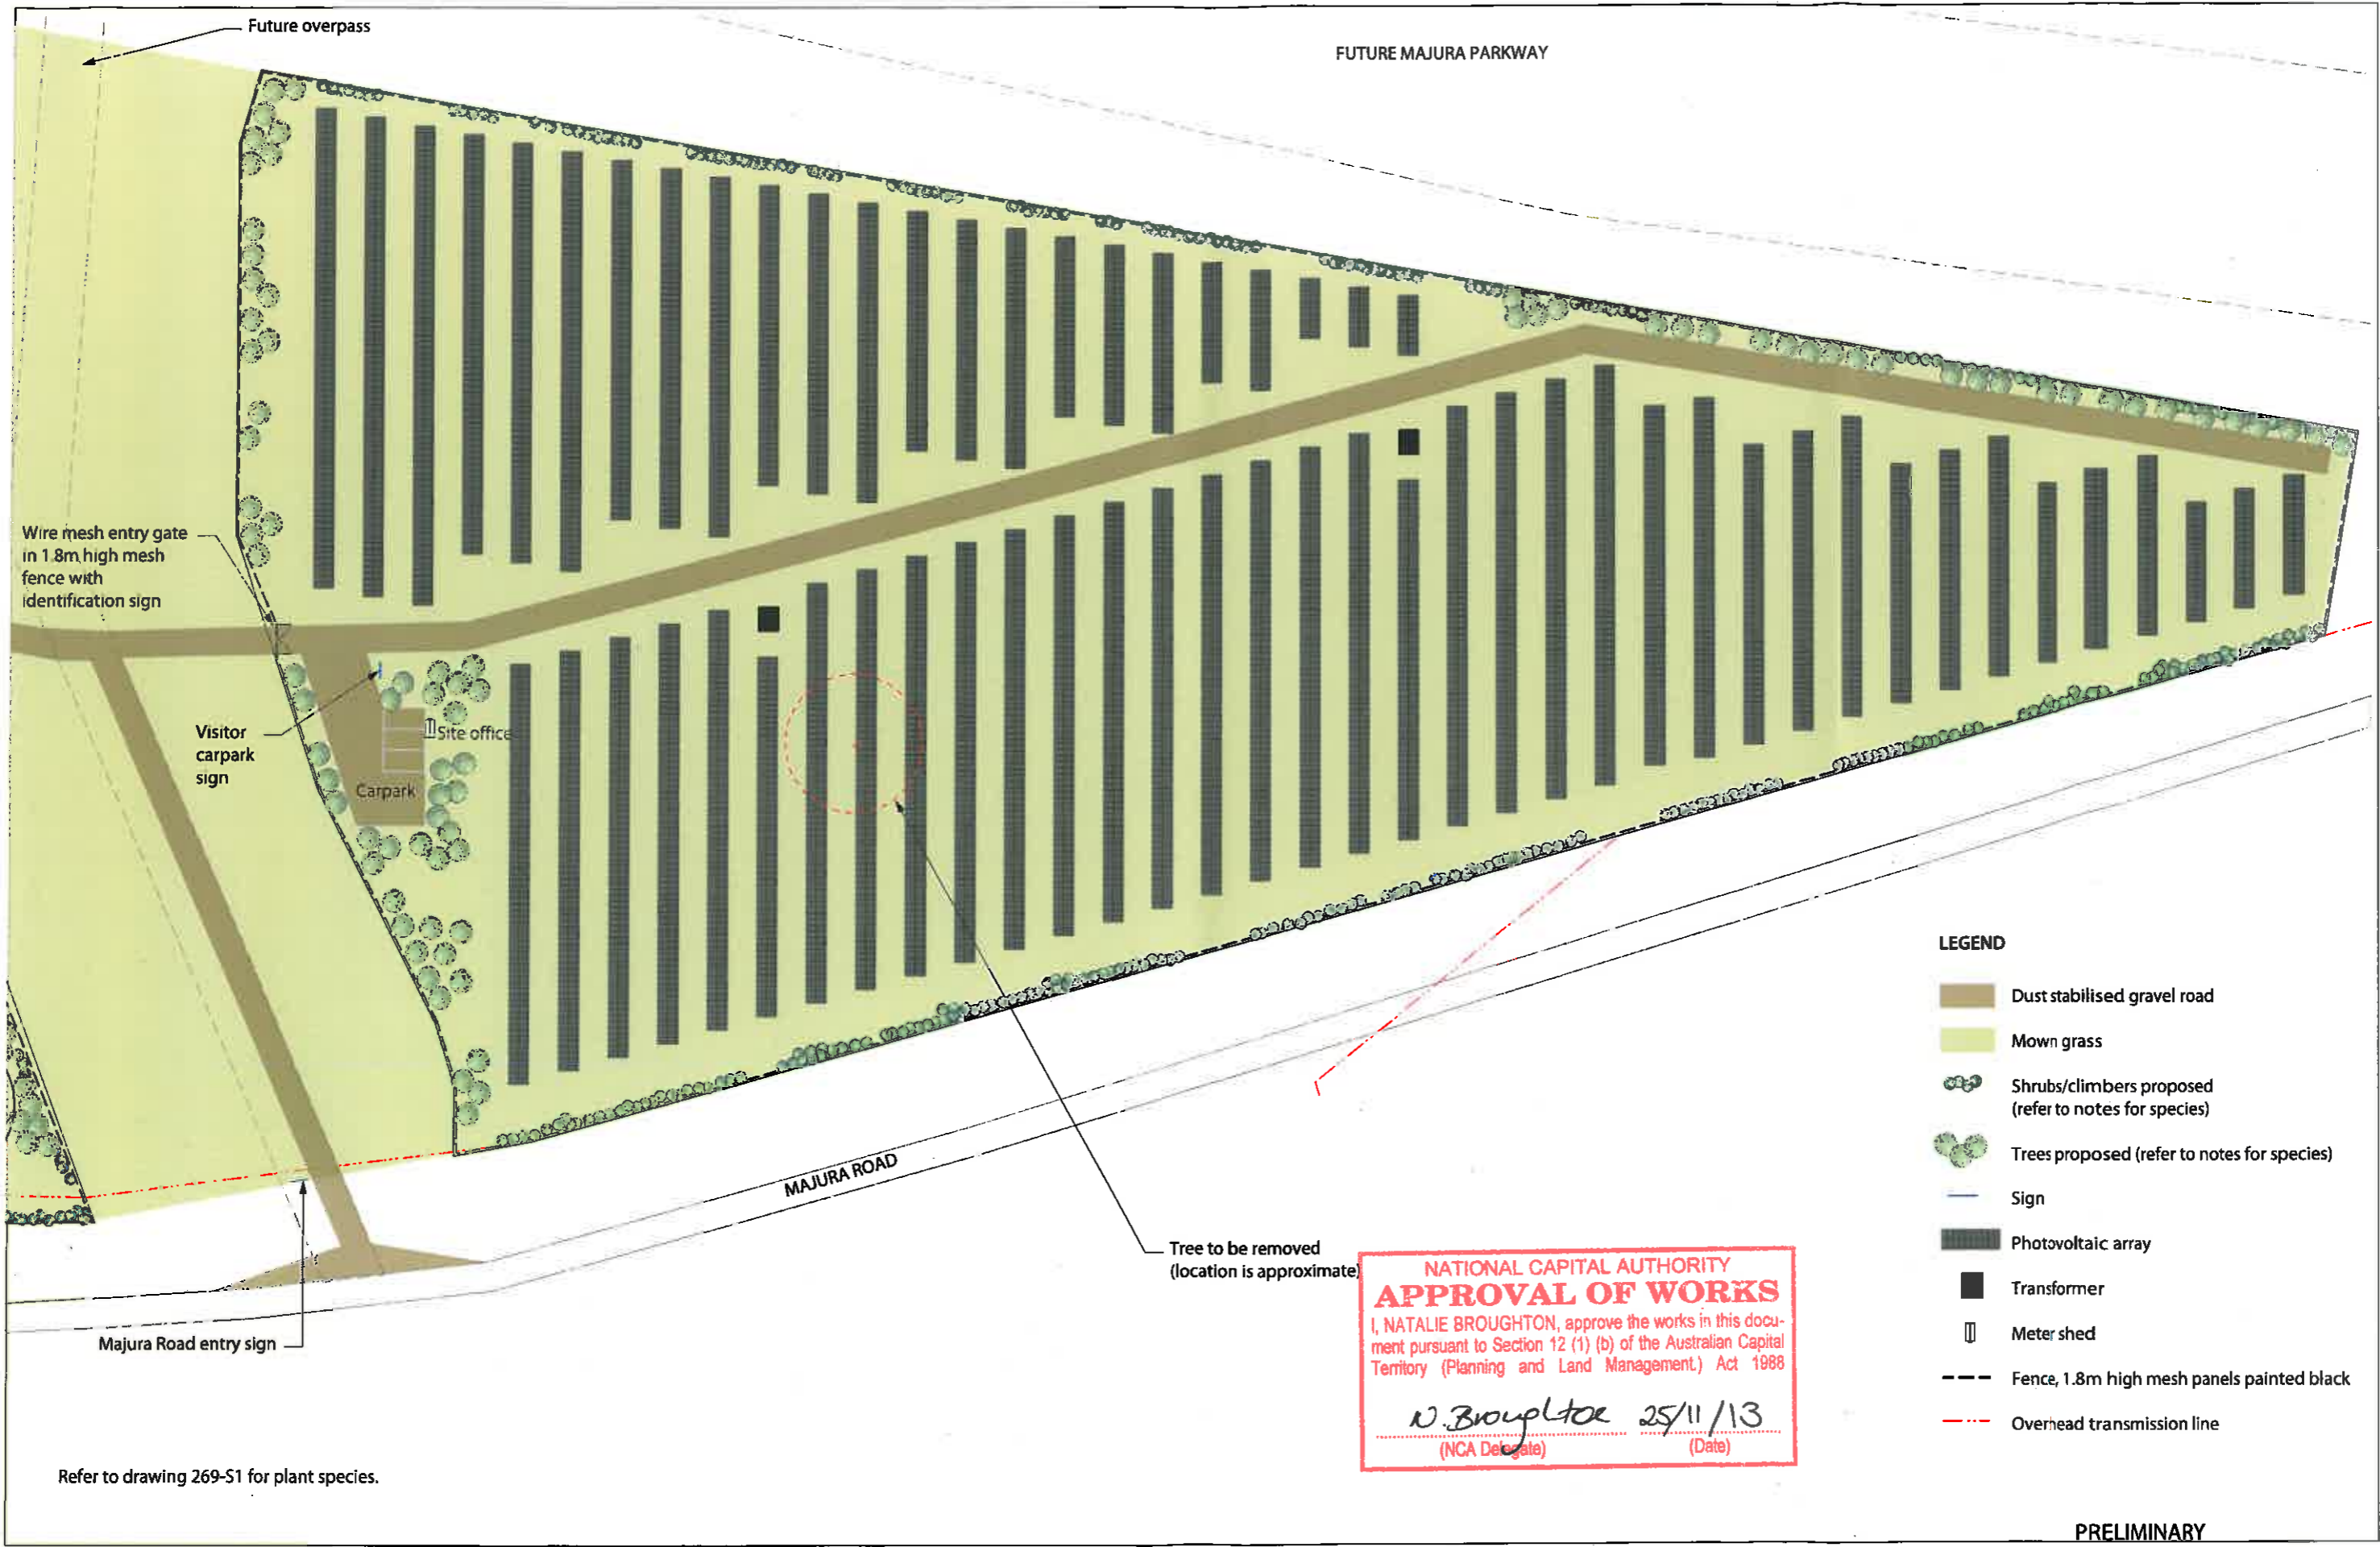 Future overpass
FUTURE MAJURA PARKWAY
Wire mesh entry gate
in 1.8m high mesh
fence with
identification sign
Visitor
carpark
sign
Site office
Carpark
MAJURA ROAD
Tree to be removed
(location is approximate)
Majura Road entry sign
LEGEND
Dust stabilised gravel road
Mown grass
Shrubs/climbers proposed
(refer to notes for species)
Trees proposed (refer to notes for species)
Sign
Photovoltaic array
Transformer
Meter shed
Fence, 1.8m high mesh panels painted black
Overhead transmission line
NATIONAL CAPITAL AUTHORITY
APPROVAL OF WORKS
I, NATALIE BROUGHTON, approve the works in this docu-
ment pursuant to Section 12 (1) (b) of the Australian Capital
Territory (Planning and Land Management) Act 1988
N. Broughton 25/11/13
(NCA Delegate) (Date)
Refer to drawing 269-S1 for plant species.
PRELIMINARY